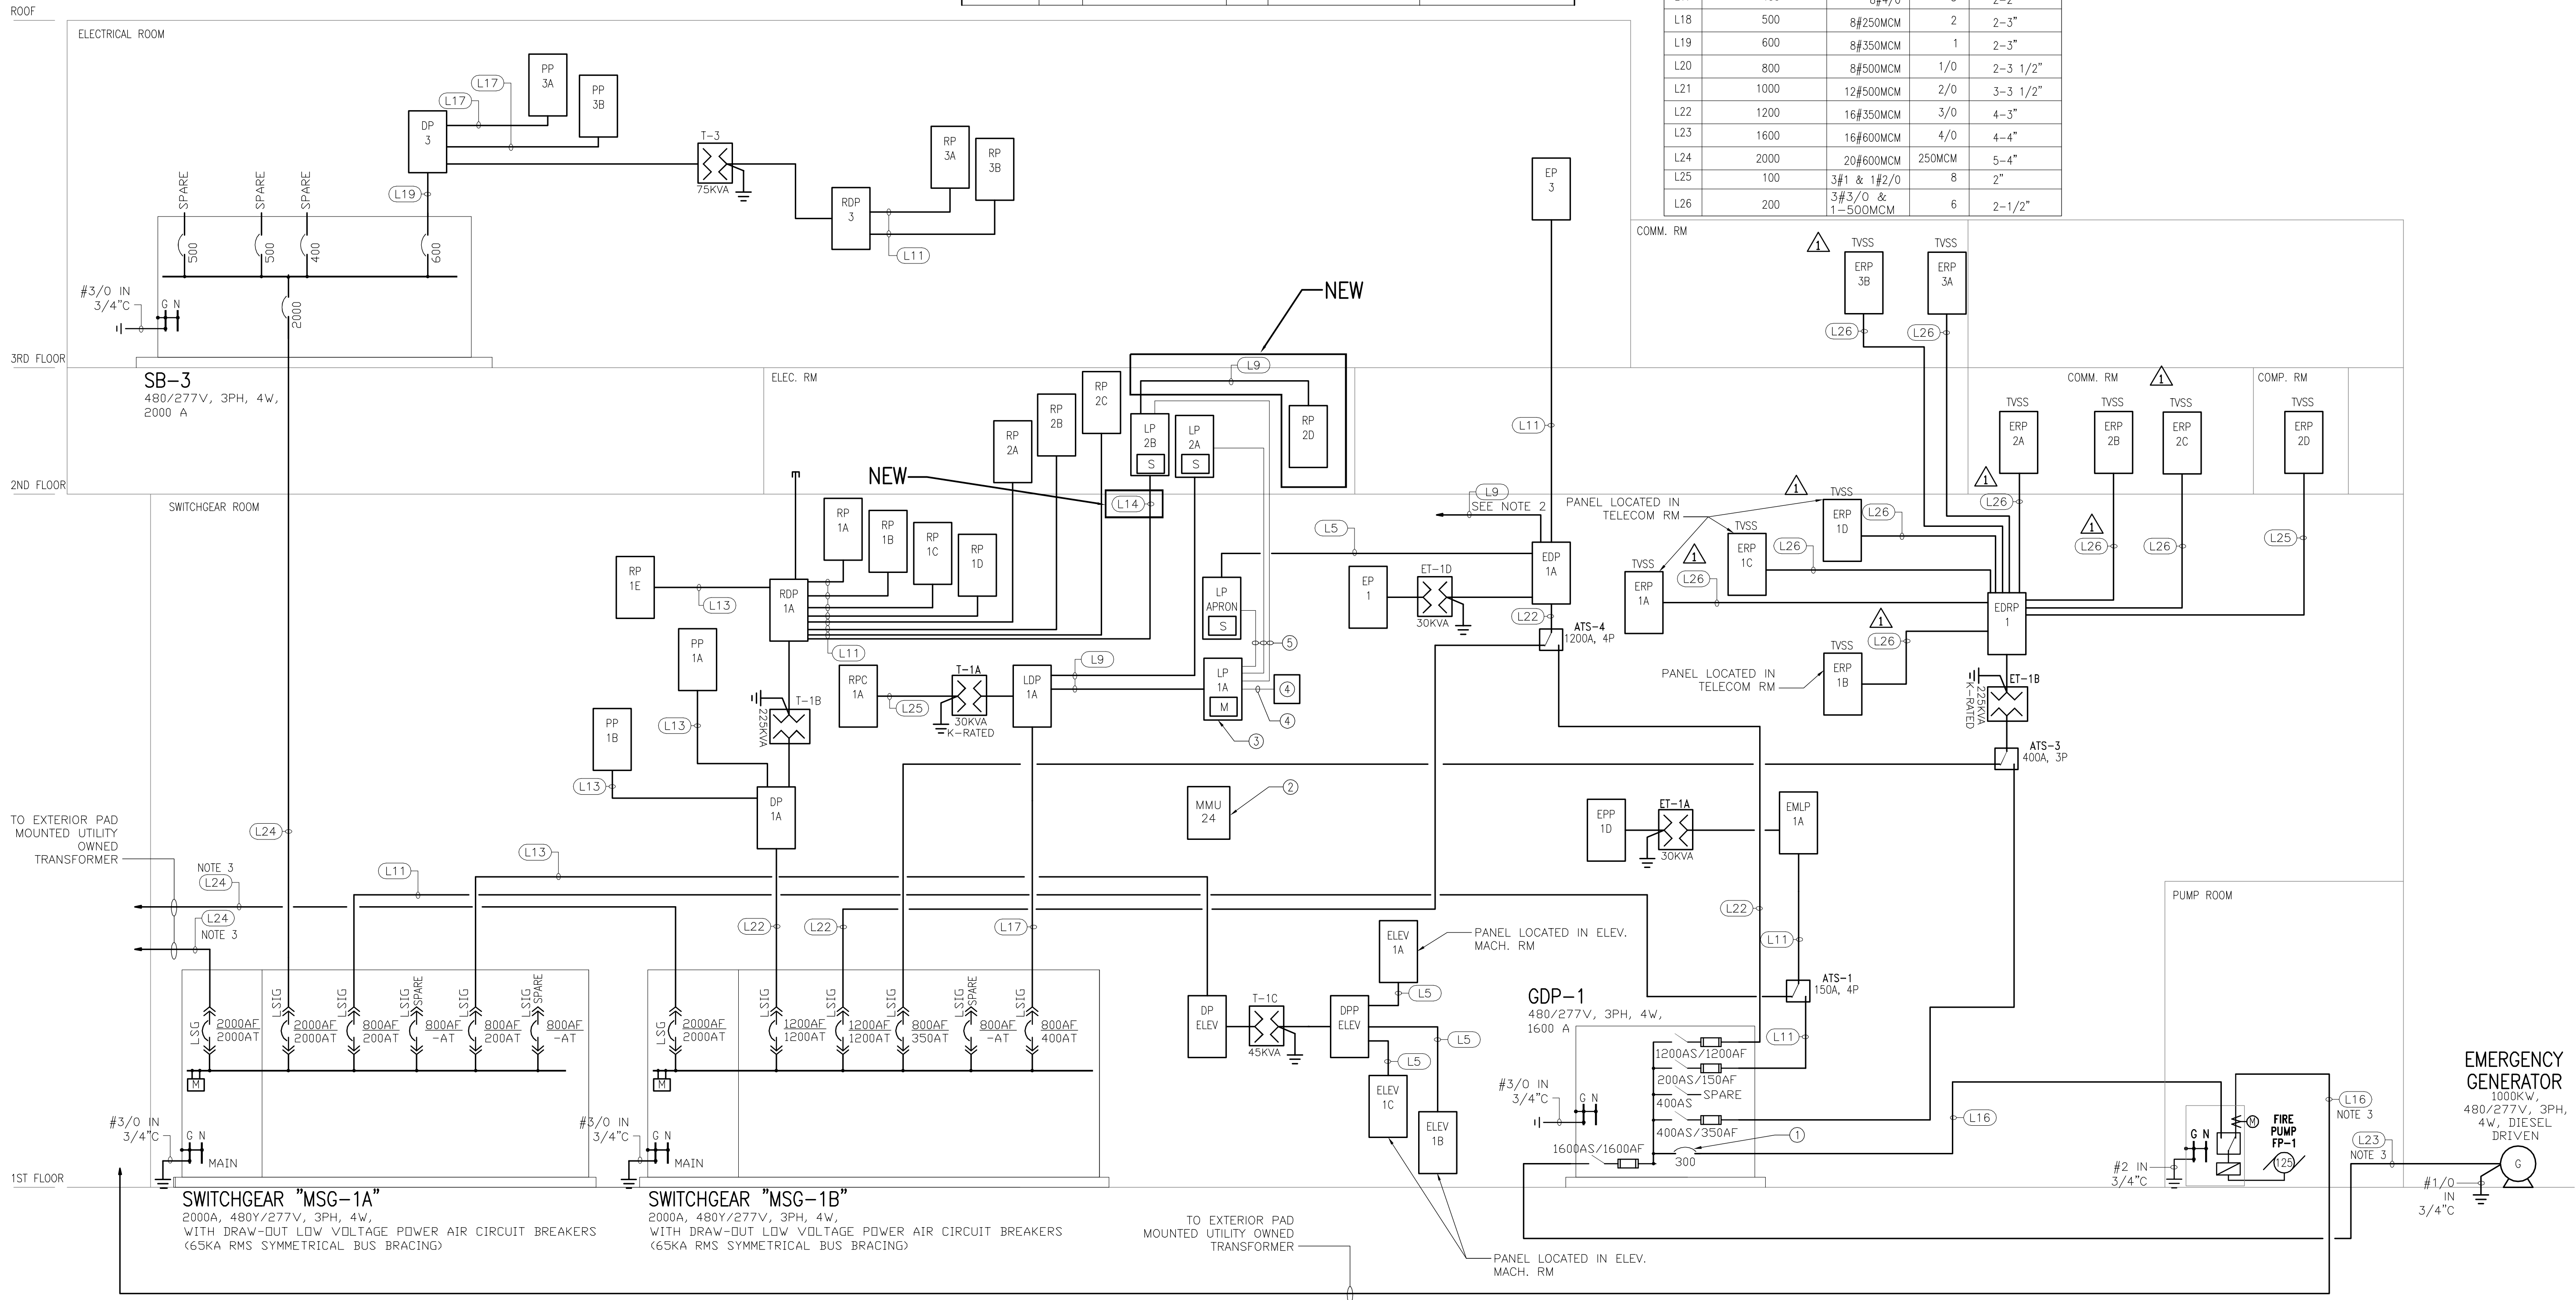 ROOF
ELECTRICAL ROOM
L18 500 8#250MCM 2 2-3"
L19 600 8#350MCM 1 2-3"
L20 800 8#500MCM 1/0 2-3 1/2"
L21 1000 12#500MCM 2/0 3-3 1/2"
L22 1200 16#350MCM 3/0 4-3"
L23 1600 16#600MCM 4/0 4-4"
L24 2000 20#600MCM 250MCM 5-4"
L25 100 3#1 & 1#2/0 8 2"
L26 200 3#3/0 &
1-500MCM 6 2-1/2"
PP
3A
PP
3B
L17
L17
DP
3
L19
T-3
75KVA
RP
3A
RP
3B
RDP
3
L11
EP
3
SPARE
SPARE
SPARE
500
500
400
600
2000
#3/0 IN
3/4"C
G N
NEW
COMM. RM
1
TVSS
TVSS
ERP
3B
ERP
3A
L26
L26
3RD FLOOR
SB-3
480/277V, 3PH, 4W,
2000 A
ELEC. RM
RP
2A
RP
2B
RP
2C
LP
2B
S
LP
2A
S
L9
RP
2D
L11
COMM. RM
1
COMP. RM
TVSS
TVSS
TVSS
TVSS
ERP
2A
ERP
2B
ERP
2C
ERP
2D
1
L26
1
L26
L26
L25
2ND FLOOR
SWITCHGEAR ROOM
NEW
L14
L9
SEE NOTE 2
L5
PANEL LOCATED IN
TELECOM RM
1
TVSS
ERP
1D
L26
TVSS
ERP
1C
L26
1
TVSS
ERP
1A
L26
RP
1A
RP
1B
RP
1C
RP
1D
RP
1E
L13
RDP
1A
L11
LP
APRON
S
EP
1
ET-1D
30KVA
EDP
1A
L22
ATS-4
1200A, 4P
EDRP
1
1
L26
TVSS
ERP
1B
PANEL LOCATED IN
TELECOM RM
ET-1B
225KVA
K-RATED
ATS-3
400A, 3P
PP
1A
L13
PP
1B
L13
T-1B
225KVA
RPC
1A
L25
T-1A
30KVA
K-RATED
LDP
1A
L9
LP
1A
M
5
4
4
3
DP
1A
MMU
24
2
EPP
1D
ET-1A
30KVA
EMLP
1A
TO EXTERIOR PAD
MOUNTED UTILITY
OWNED
TRANSFORMER
L24
NOTE 3
L24
L24
NOTE 3
L11
L13
L22
L22
L17
L22
L11
PUMP ROOM
ELEV
1A
PANEL LOCATED IN ELEV.
MACH. RM
L5
ATS-1
150A, 4P
L11
LSG
2000AF
2000AT
LSIG
2000AF
2000AT
LSIG
800AF
200AT
LSIG
SPARE
800AF
-AT
LSIG
800AF
200AT
LSIG
SPARE
800AF
-AT
M
LSG
2000AF
2000AT
LSIG
1200AF
1200AT
LSIG
1200AF
1200AT
LSIG
800AF
350AT
LSIG
SPARE
800AF
-AT
LSIG
800AF
400AT
M
DP
ELEV
T-1C
45KVA
DPP
ELEV
L5
L5
ELEV
1C
ELEV
1B
GDP-1
480/277V, 3PH, 4W,
1600 A
1200AS/1200AF
200AS/150AF
SPARE
400AS
400AS/350AF
1600AS/1600AF
300
1
#3/0 IN
3/4"C
G N
L16
EMERGENCY
GENERATOR
1000KW,
480/277V, 3PH,
4W, DIESEL
DRIVEN
L16
NOTE 3
L23
NOTE 3
G
#1/0
IN
3/4"C
M
FIRE
PUMP
FP-1
125
G N
#2 IN
3/4"C
#3/0 IN
3/4"C
G N
MAIN
#3/0 IN
3/4"C
G N
MAIN
1ST FLOOR
SWITCHGEAR "MSG-1A"
2000A, 480Y/277V, 3PH, 4W,
WITH DRAW-OUT LOW VOLTAGE POWER AIR CIRCUIT BREAKERS
(65KA RMS SYMMETRICAL BUS BRACING)
SWITCHGEAR "MSG-1B"
2000A, 480Y/277V, 3PH, 4W,
WITH DRAW-OUT LOW VOLTAGE POWER AIR CIRCUIT BREAKERS
(65KA RMS SYMMETRICAL BUS BRACING)
TO EXTERIOR PAD
MOUNTED UTILITY OWNED
TRANSFORMER
PANEL LOCATED IN ELEV.
MACH. RM